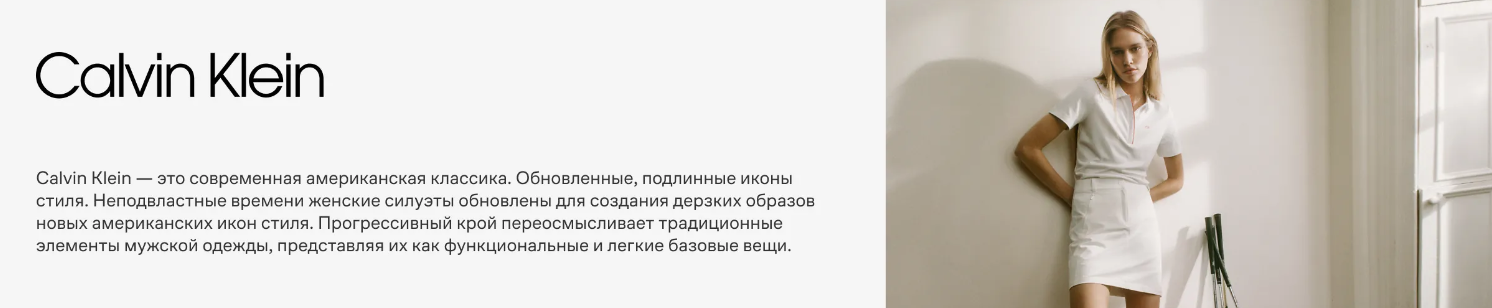 Calvin Klein
Calvin Klein — это современная американская классика. Обновленные, подлинные иконы
стиля. Неподвластные времени женские силуэты обновлены для создания дерзких образов
новых американских икон стиля. Прогрессивный крой переосмысливает традиционные
элементы мужской одежды, представляя их как функциональные и легкие базовые вещи.